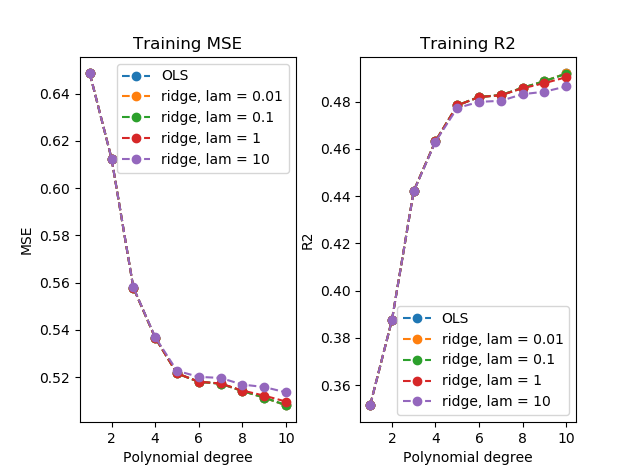 Training MSE
MSE
0.64
0.62
0.60
0.58
0.56
0.54
0.52
OLS
ridge, lam = 0.01
ridge, lam = 0.1
ridge, lam = 1
ridge, lam = 10
2 4 6 8 10
Polynomial degree
Training R2
R2
0.48
0.46
0.44
0.42
0.40
0.38
0.36
OLS
ridge, lam = 0.01
ridge, lam = 0.1
ridge, lam = 1
ridge, lam = 10
2 4 6 8 10
Polynomial degree